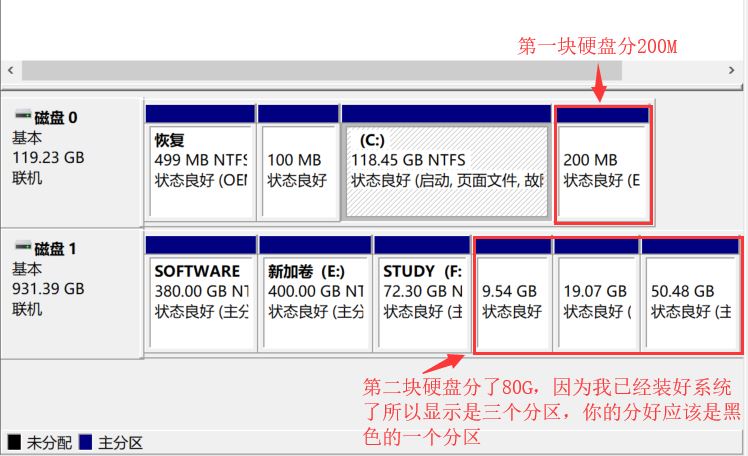 第一块硬盘分200M
磁盘 0
基本
119.23 GB
联机
恢复
499 MB NTFS
状态良好 (OEM
100 MB
状态良好
(C:)
118.45 GB NTFS
状态良好 (启动, 页面文件, 故障
200 MB
状态良好 (E
磁盘 1
基本
931.39 GB
联机
SOFTWARE
380.00 GB NT
状态良好 (主分
新加卷 (E:)
400.00 GB NT
状态良好 (主分
STUDY (F:
72.30 GB N
状态良好 (主
9.54 GB
状态良好
19.07 GB
状态良好 (
50.48 GB
状态良好 (主
第二块硬盘分了80G，因为我已经装好系统
了所以显示是三个分区，你的分好应该是黑
色的一个分区
未分配 主分区